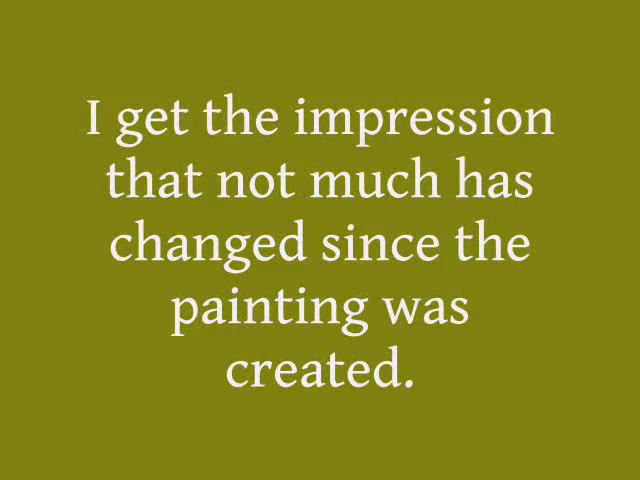 I get the impression
that not much has
changed since the
painting was
created.